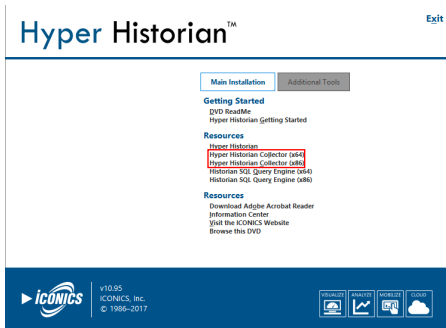 Hyper Historian™
Exit
Main Installation
Additional Tools
Getting Started
DVD ReadMe
Hyper Historian Getting Started
Resources
Hyper Historian
Hyper Historian Collector (x64)
Hyper Historian Collector (x86)
Historian SQL Query Engine (x64)
Historian SQL Query Engine (x86)
Resources
Download Adobe Acrobat Reader
Information Center
Visit the ICONICS Website
Browse this DVD
ICONICS
v10.95
ICONICS, Inc.
© 1986–2017
VISUALIZE
ANALYZE
MOBILIZE
CLOUD